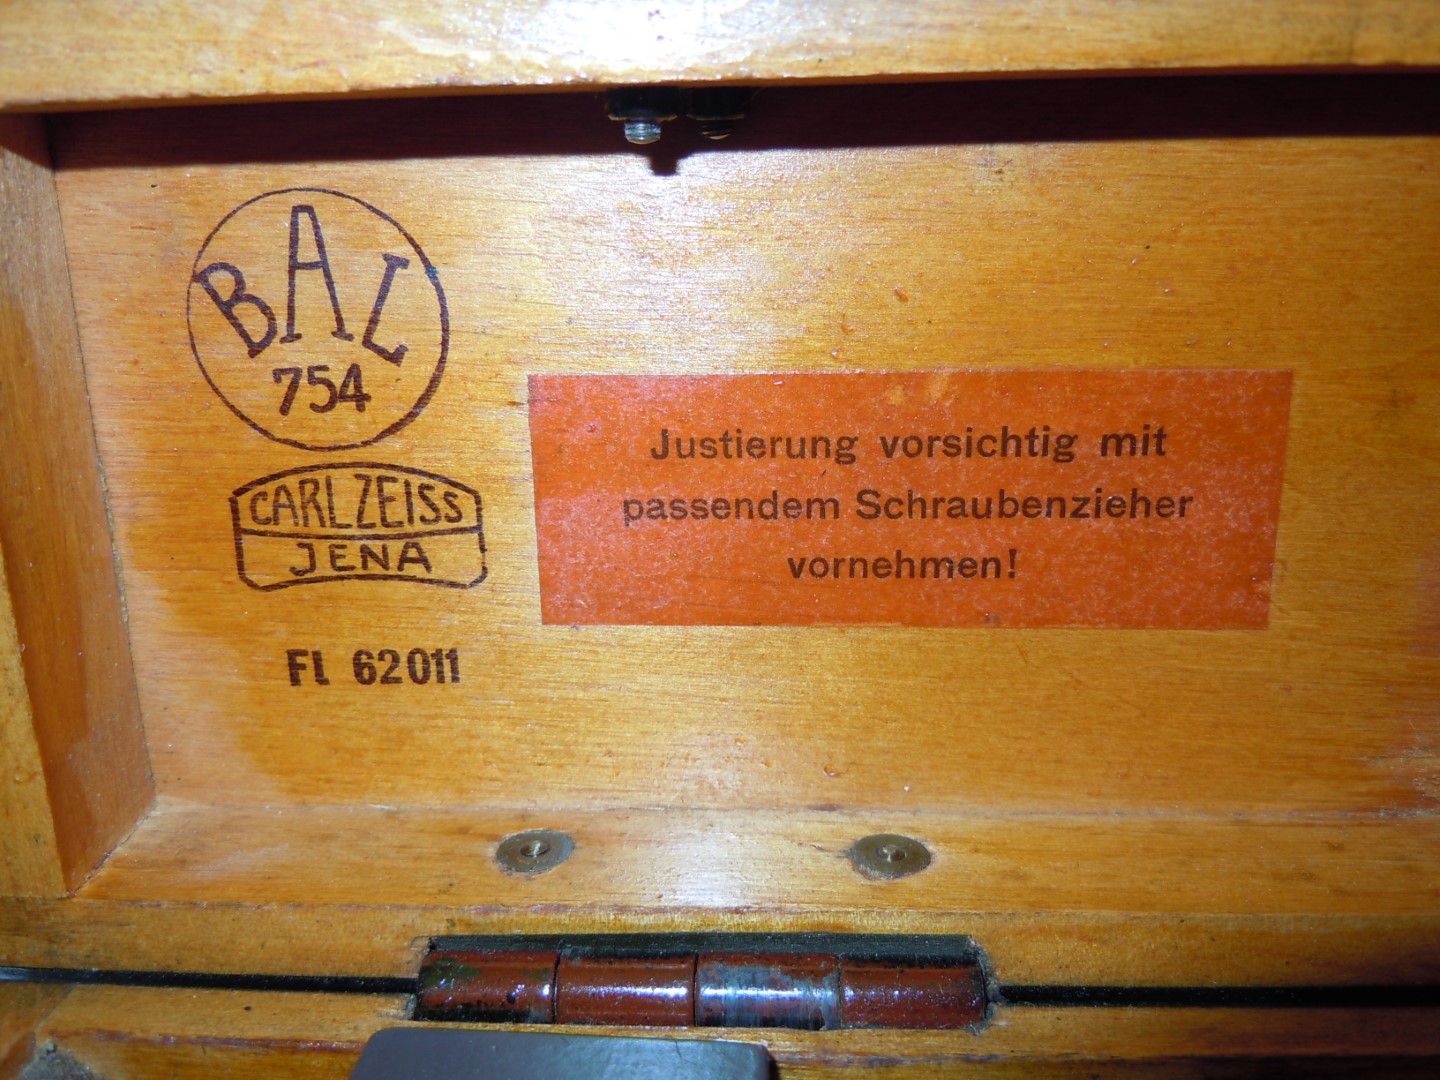 BAL
754
CARL ZEISS
JENA
Fl 62011
Justierung vorsichtig mit
passendem Schraubenzieher
vornehmen!